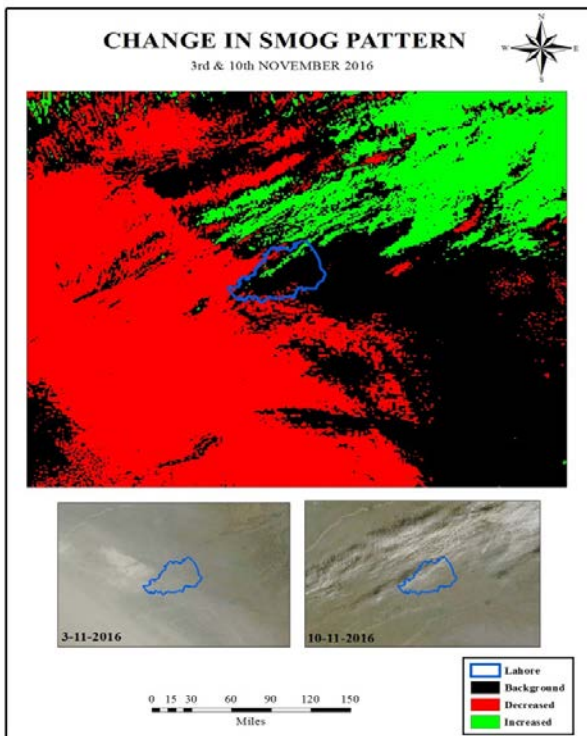 CHANGE IN SMOG PATTERN
3rd & 10th NOVEMBER 2016
N
W E
S
3-11-2016
10-11-2016
0 15 30 60 90 120 150
Miles
Lahore
Background
Decreased
Increased